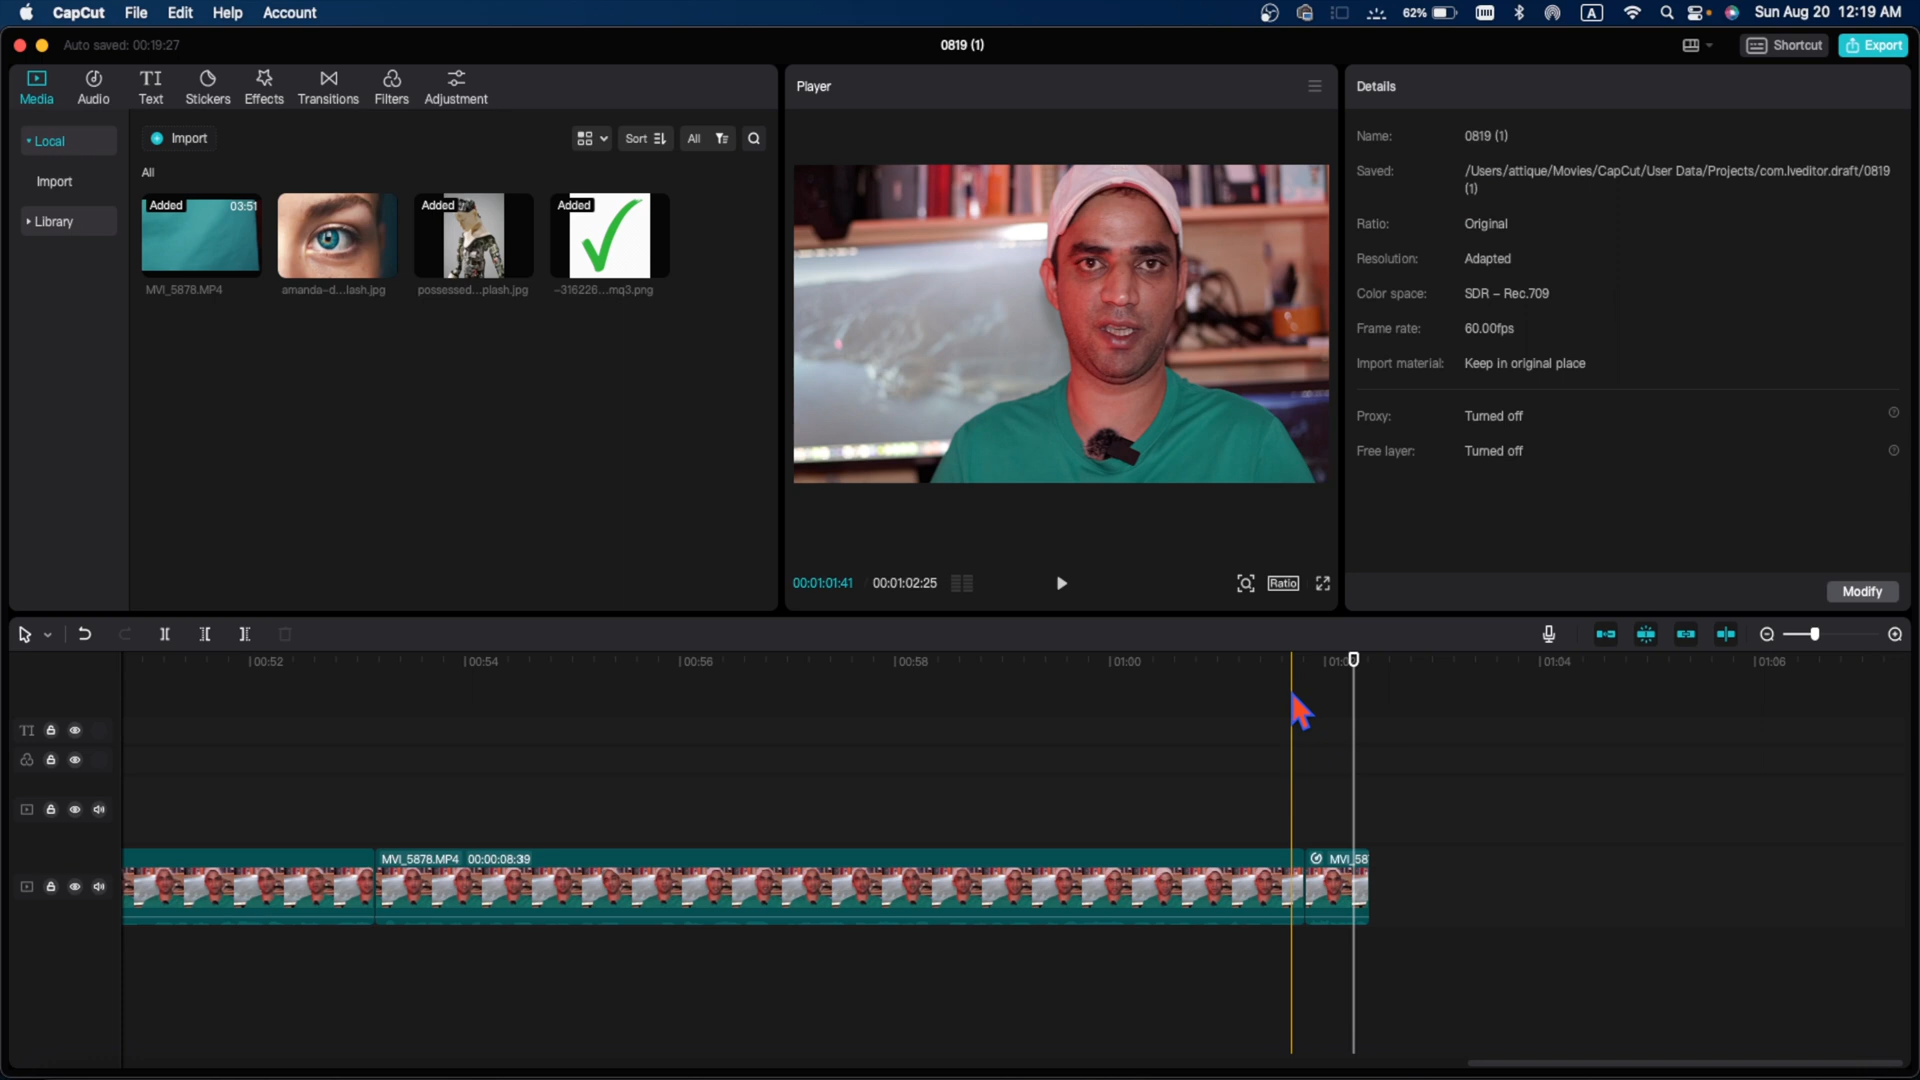 CapCut File Edit Help Account 62% A Sun Aug 20 12:19 AM
Auto saved: 00:19:27 0819 (1) Shortcut Export
Media Audio TI Text Stickers Effects Transitions Filters Adjustment
Local
Import
Library
Import Sort All
All
Added 03:51
MVI_5878.MP4
amanda-d...lash.jpg
Added
possessed...plash.jpg
Added
-316226...mq3.png
Player
00:01:01:41 00:01:02:25 Ratio
Details
Name: 0819 (1)
Saved: /Users/attique/Movies/CapCut/User Data/Projects/com.lveditor.draft/0819
(1)
Ratio: Original
Resolution: Adapted
Color space: SDR – Rec.709
Frame rate: 60.00fps
Import material: Keep in original place
Proxy: Turned off
Free layer: Turned off
Modify
00:52 00:54 00:56 00:58 01:00 01:04 01:06
TI
MVI_5878.MP4 00:00:08:39 MVI_58